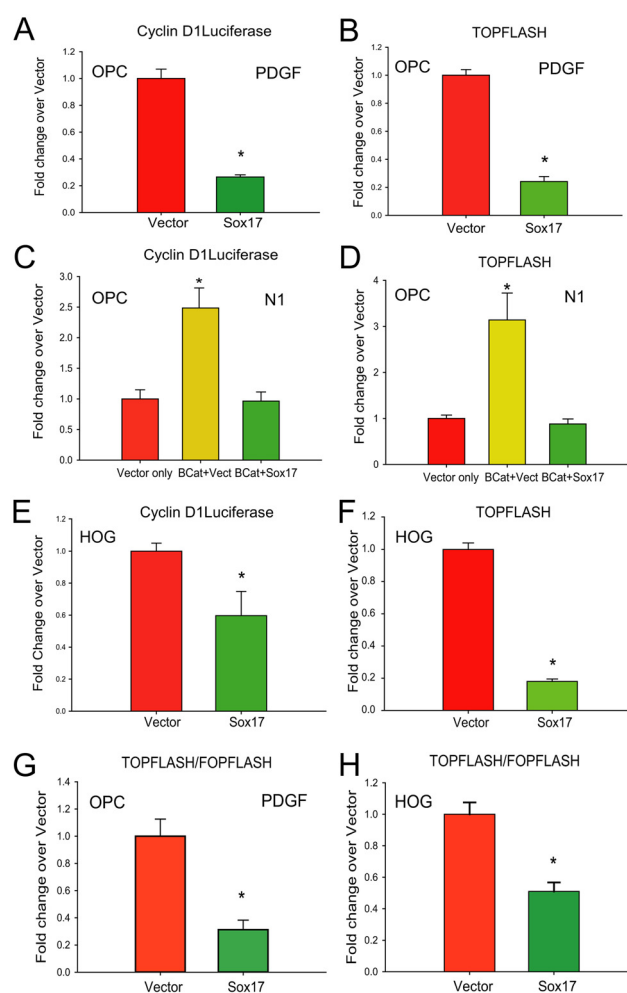 A
Cyclin D1Luciferase
OPC
PDGF
Fold change over Vector
1.2
1.0
0.8
0.6
0.4
0.2
0.0
*
Vector
Sox17
B
TOPFLASH
OPC
PDGF
Fold change over Vector
1.2
1.0
0.8
0.6
0.4
0.2
0.0
*
Vector
Sox17
C
Cyclin D1Luciferase
OPC
N1
Fold change over Vector
3.0
2.5
2.0
1.5
1.0
0.5
0.0
*
Vector only
BCat+Vect
BCat+Sox17
D
TOPFLASH
OPC
N1
Fold change over Vector
4
3
2
1
0
*
Vector only
BCat+Vect
BCat+Sox17
E
Cyclin D1Luciferase
HOG
Fold Change over Vector
1.2
1.0
0.8
0.6
0.4
0.2
0.0
*
Vector
Sox17
F
TOPFLASH
HOG
Fold Change over Vector
1.2
1.0
0.8
0.6
0.4
0.2
0.0
*
Vector
Sox17
G
TOPFLASH/FOPFLASH
OPC
PDGF
Fold change over Vector
1.4
1.2
1.0
0.8
0.6
0.4
0.2
0.0
*
Vector
Sox17
H
TOPFLASH/FOPFLASH
HOG
Fold change over Vector
1.2
1.0
0.8
0.6
0.4
0.2
0.0
*
Vector
Sox17